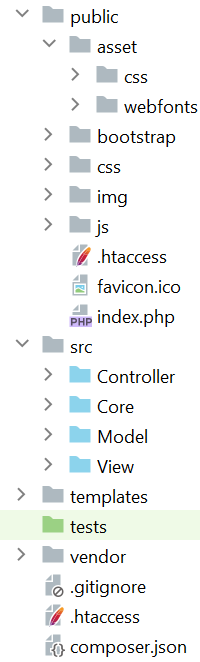 public
asset
css
webfonts
bootstrap
css
img
js
.htaccess
favicon.ico
PHP index.php
src
Controller
Core
Model
View
templates
tests
vendor
.gitignore
.htaccess
composer.json